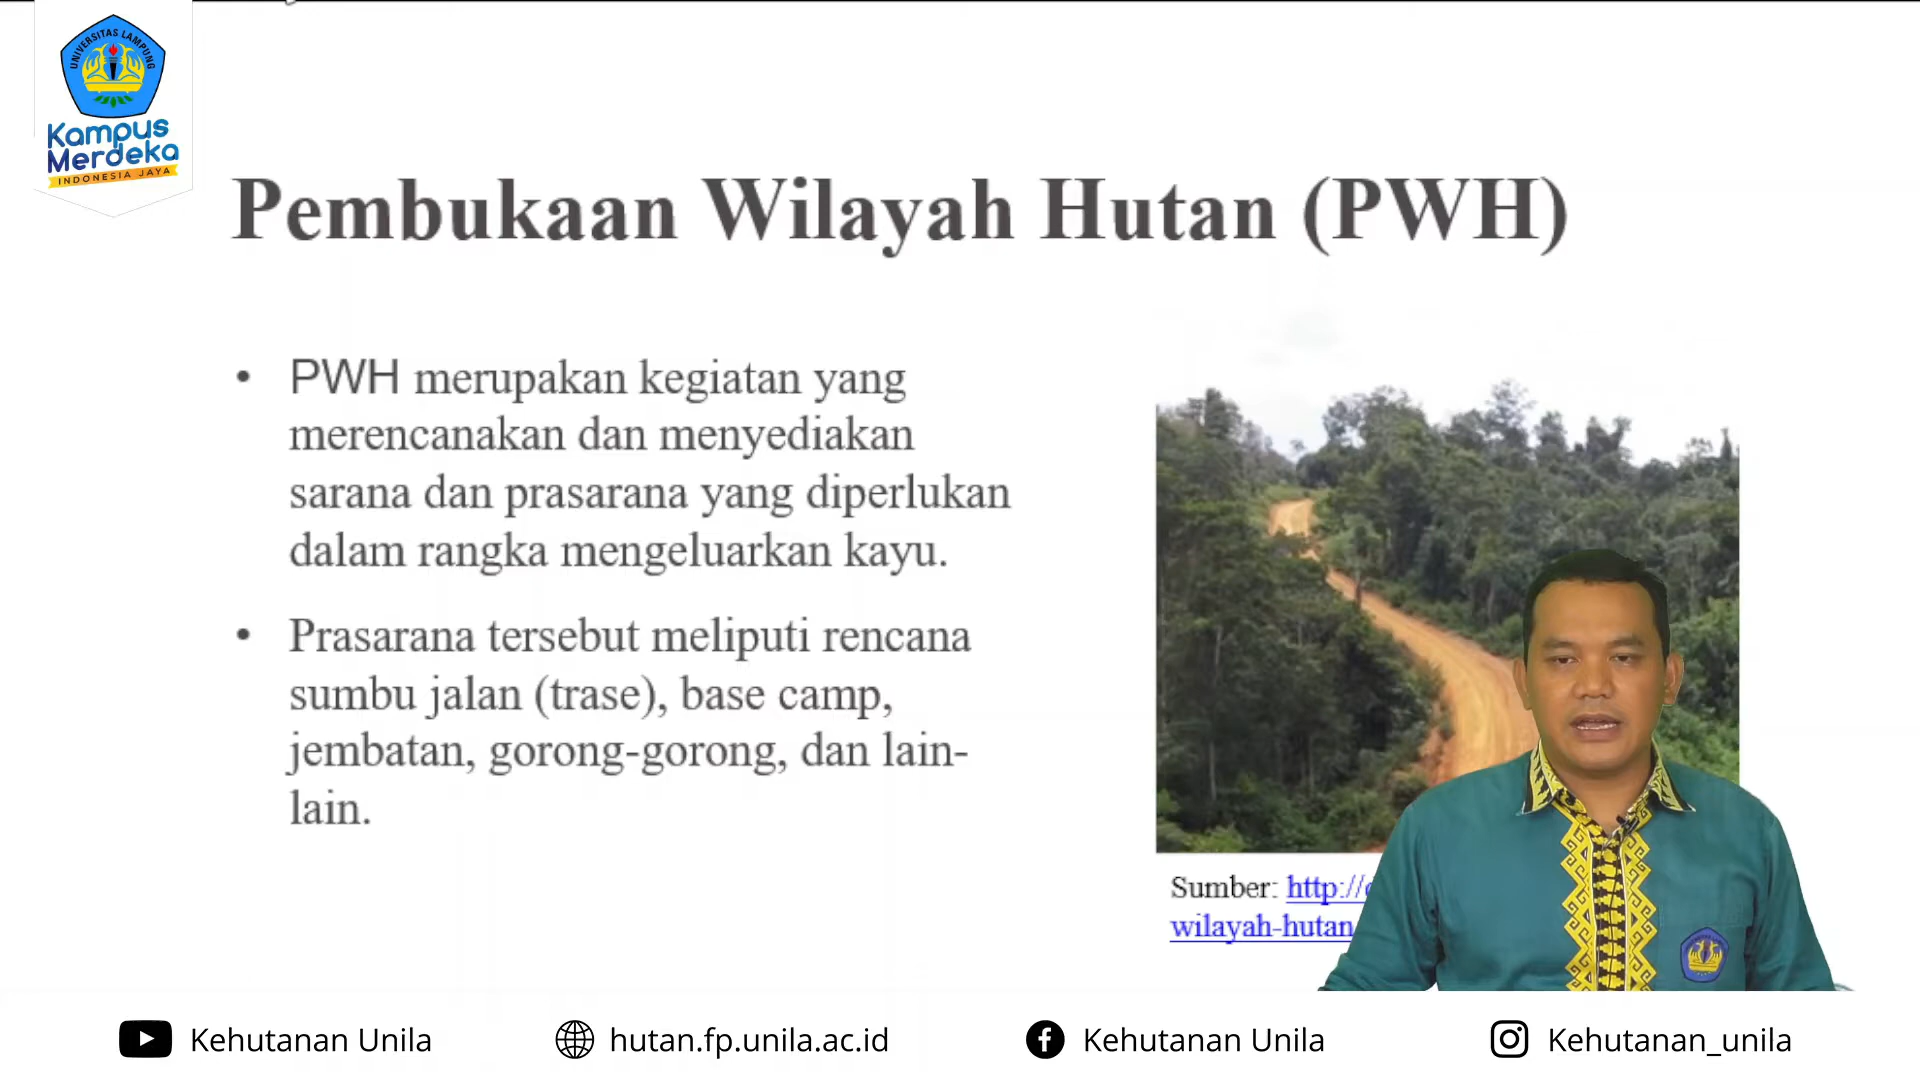 UNIVERSITAS LAMPUNG
Kampus
Merdeka
INDONESIA JAYA
Pembukaan Wilayah Hutan (PWH)
• PWH merupakan kegiatan yang
merencanakan dan menyediakan
sarana dan prasarana yang diperlukan
dalam rangka mengeluarkan kayu.
• Prasarana tersebut meliputi rencana
sumbu jalan (trase), base camp,
jembatan, gorong-gorong, dan lain-
lain.
Sumber: http://
wilayah-hutan
Kehutanan Unila
hutan.fp.unila.ac.id
Kehutanan Unila
Kehutanan_unila